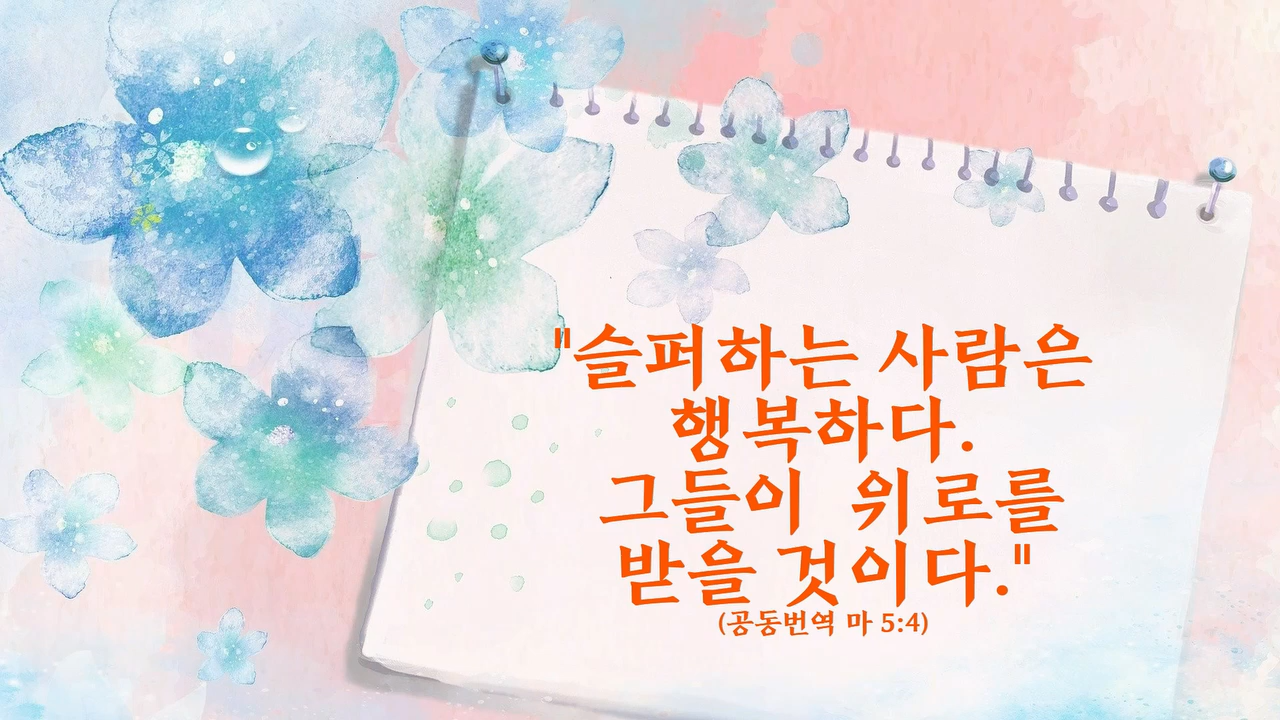 "슬퍼하는 사람은
행복하다.
그들이 위로를
받을 것이다."
(공동번역 마 5:4)